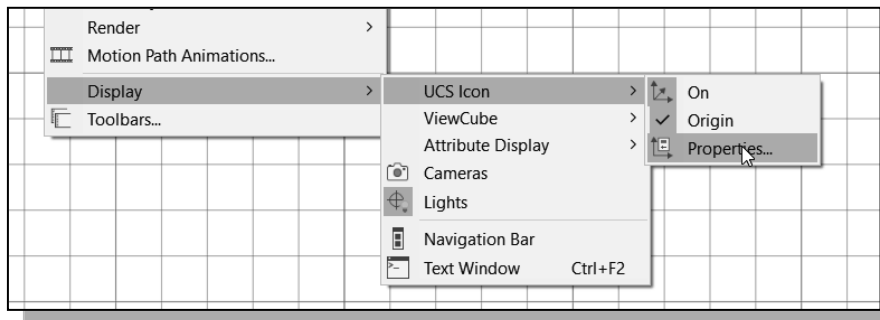 Render
Motion Path Animations...
Display
Toolbars...
UCS Icon
ViewCube
Attribute Display
Cameras
Lights
Navigation Bar
Text Window Ctrl+F2
On
Origin
Properties...